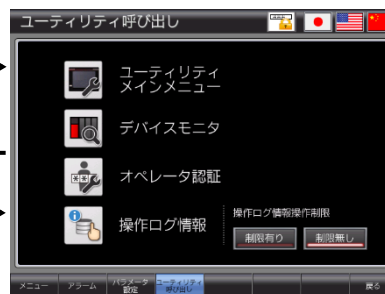 ユーティリティ呼び出し
ユーティリティ
メインメニュー
デバイスモニタ
オペレータ認証
操作ログ情報
操作ログ情報操作制限
制限有り
制限無し
メニュー
アラーム
パラメータ
設定
ユーティリティ
呼び出し
戻る